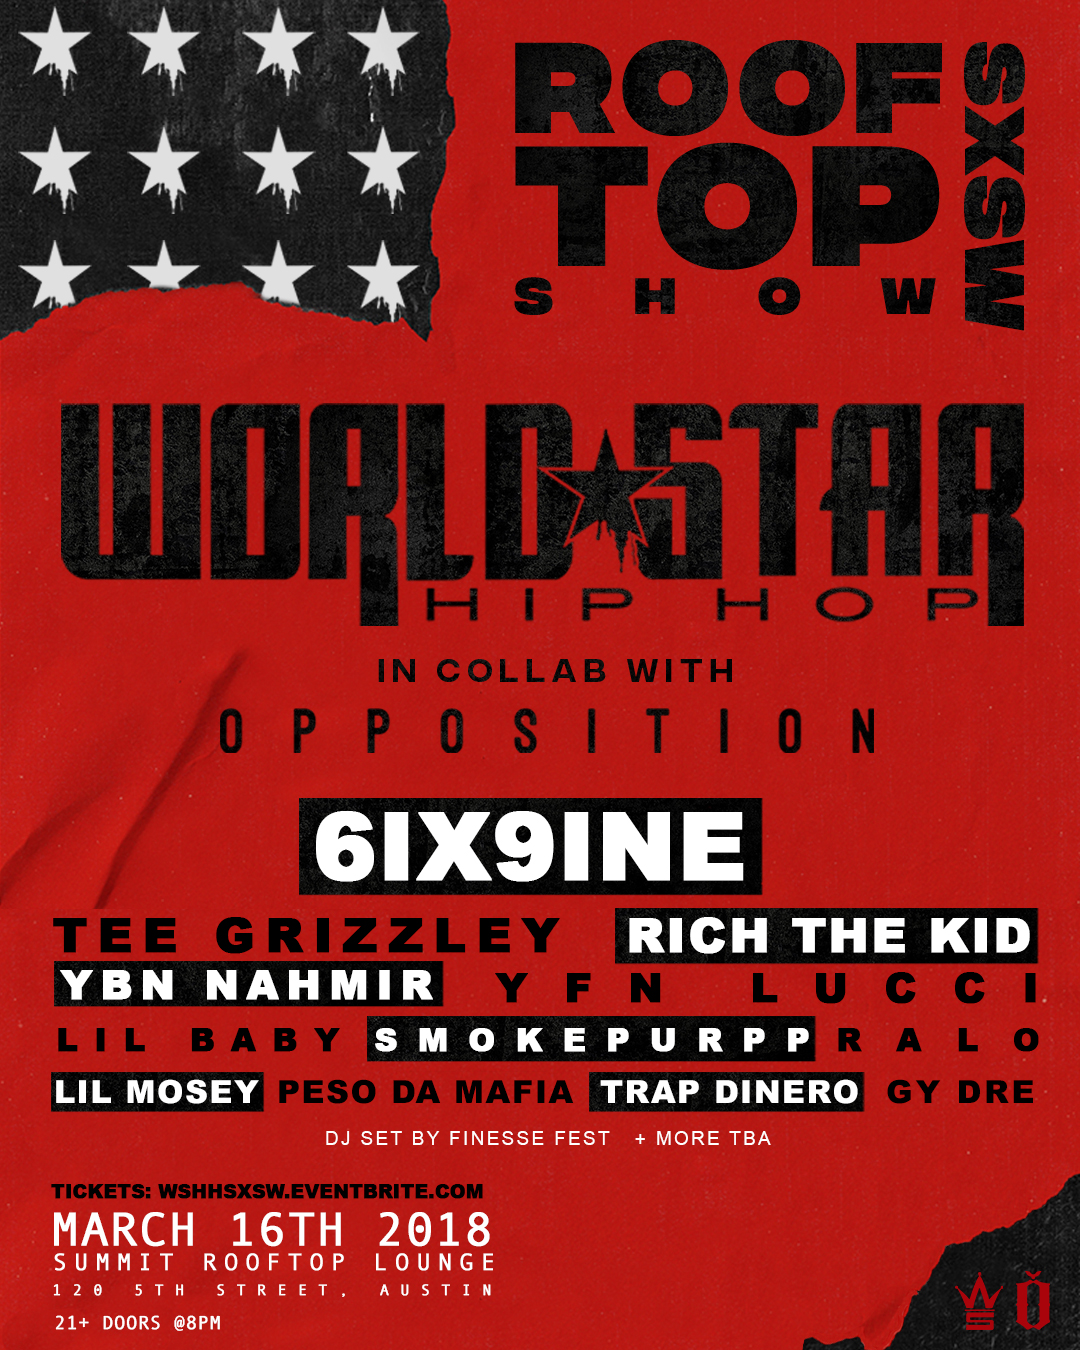 ROOF
TOP
SHOW
SXSW
WORLDSTAR
HIP HOP
IN COLLAB WITH
OPPOSITION
6IX9INE
TEE GRIZZLEY RICH THE KID
YBN NAHMIR YFN LUCCI
LIL BABY SMOKEPURPP RALO
LIL MOSEY PESO DA MAFIA TRAP DINERO GY DRE
DJ SET BY FINESSE FEST + MORE TBA
TICKETS: WSHHSXSW.EVENTBRITE.COM
MARCH 16TH 2018
SUMMIT ROOFTOP LOUNGE
120 5TH STREET, AUSTIN
21+ DOORS @8PM